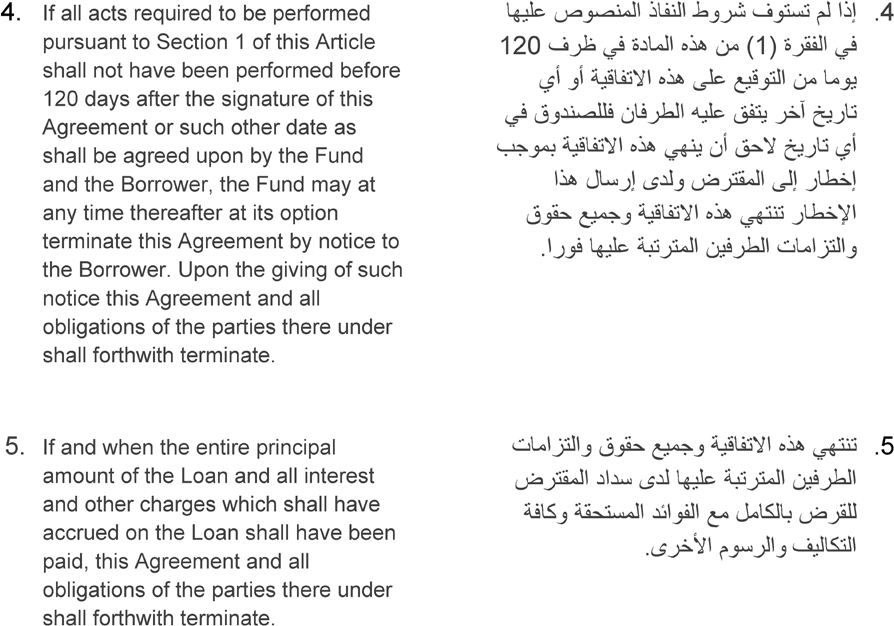 4. If all acts required to be performed
pursuant to Section 1 of this Article
shall not have been performed before
120 days after the signature of this
Agreement or such other date as
shall be agreed upon by the Fund
and the Borrower, the Fund may at
any time thereafter at its option
terminate this Agreement by notice to
the Borrower. Upon the giving of such
notice this Agreement and all
obligations of the parties there under
shall forthwith terminate.
4. إذا لم تستوف شروط النفاذ المنصوص عليها
في الفقرة (1) من هذه المادة في ظرف 120
يوما من التوقيع على هذه الاتفاقية أو أي
تاريخ آخر يتفق عليه الطرفان فللصندوق في
أي تاريخ لاحق أن ينهي هذه الاتفاقية بموجب
إخطار إلى المقترض ولدى إرسال هذا
الإخطار تنتهي هذه الاتفاقية وجميع حقوق
والتزامات الطرفين المترتبة عليها فورا.
5. If and when the entire principal
amount of the Loan and all interest
and other charges which shall have
accrued on the Loan shall have been
paid, this Agreement and all
obligations of the parties there under
shall forthwith terminate.
5. تنتهي هذه الاتفاقية وجميع حقوق والتزامات
الطرفين المترتبة عليها لدى سداد المقترض
للقرض بالكامل مع الفوائد المستحقة وكافة
التكاليف والرسوم الأخرى.